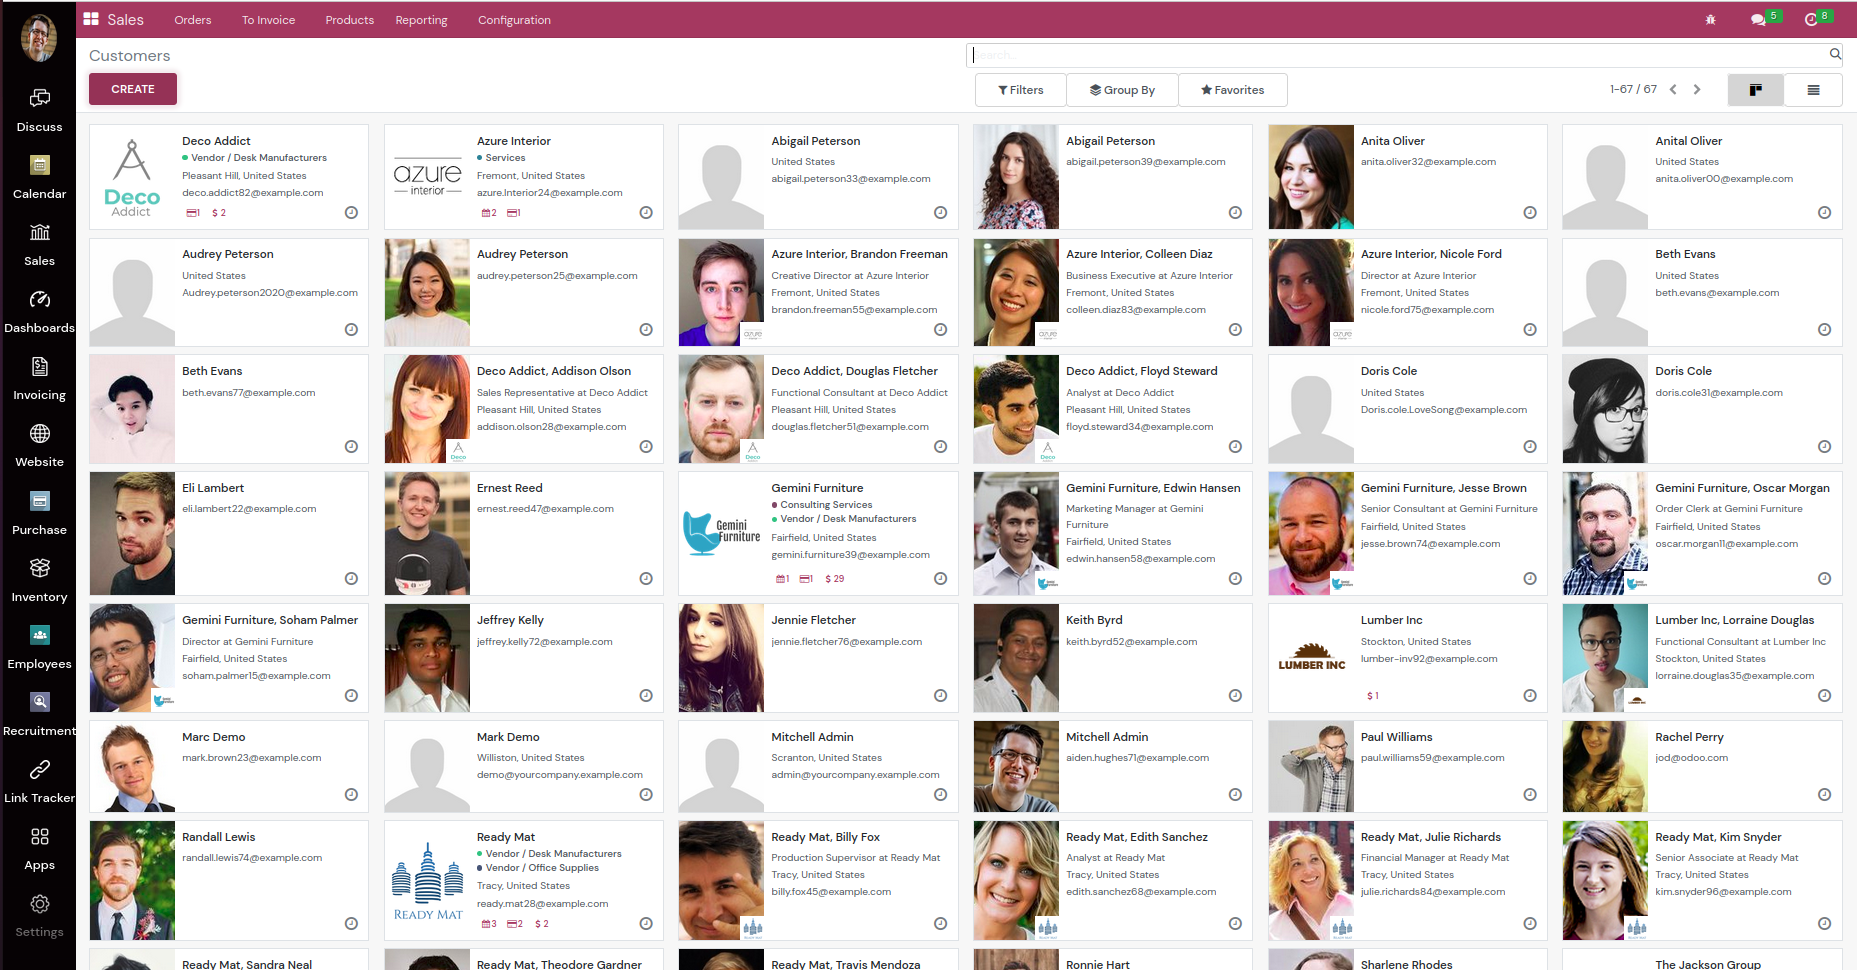 Sales
Orders
To Invoice
Products
Reporting
Configuration
5
8
Customers
Search...
CREATE
Filters
Group By
Favorites
1-67 / 67
Discuss
Calendar
Sales
Dashboards
Invoicing
Website
Purchase
Inventory
Employees
Recruitment
Link Tracker
Apps
Settings
Deco Addict
Deco Addict
Vendor / Desk Manufacturers
Pleasant Hill, United States
deco.addict82@example.com
1 $ 2
azure interior
Azure Interior
Services
Fremont, United States
azure.Interior24@example.com
2 1
Abigail Peterson
United States
abigail.peterson33@example.com
Abigail Peterson
abigail.peterson39@example.com
Anita Oliver
anita.oliver32@example.com
Anital Oliver
United States
anita.oliver00@example.com
Audrey Peterson
United States
Audrey.peterson2020@example.com
Audrey Peterson
audrey.peterson25@example.com
Azure Interior, Brandon Freeman
Creative Director at Azure Interior
Fremont, United States
brandon.freeman55@example.com
Azure Interior, Colleen Diaz
Business Executive at Azure Interior
Fremont, United States
colleen.diaz83@example.com
Azure Interior, Nicole Ford
Director at Azure Interior
Fremont, United States
nicole.ford75@example.com
Beth Evans
United States
beth.evans@example.com
Beth Evans
beth.evans77@example.com
Deco Addict, Addison Olson
Sales Representative at Deco Addict
Pleasant Hill, United States
addison.olson28@example.com
Deco Addict, Douglas Fletcher
Functional Consultant at Deco Addict
Pleasant Hill, United States
douglas.fletcher51@example.com
Deco Addict, Floyd Steward
Analyst at Deco Addict
Pleasant Hill, United States
floyd.steward34@example.com
Doris Cole
United States
Doris.cole.LoveSong@example.com
Doris Cole
doris.cole31@example.com
Eli Lambert
eli.lambert22@example.com
Ernest Reed
ernest.reed47@example.com
Gemini Furniture
Gemini Furniture
Consulting Services
Vendor / Desk Manufacturers
Fairfield, United States
gemini.furniture39@example.com
1 1 $ 29
Gemini Furniture, Edwin Hansen
Marketing Manager at Gemini
Furniture
Fairfield, United States
edwin.hansen58@example.com
Gemini Furniture, Jesse Brown
Senior Consultant at Gemini Furniture
Fairfield, United States
jesse.brown74@example.com
Gemini Furniture, Oscar Morgan
Order Clerk at Gemini Furniture
Fairfield, United States
oscar.morgan11@example.com
Gemini Furniture, Soham Palmer
Director at Gemini Furniture
Fairfield, United States
soham.palmer15@example.com
Jeffrey Kelly
jeffrey.kelly72@example.com
Jennie Fletcher
jennie.fletcher76@example.com
Keith Byrd
keith.byrd52@example.com
LUMBER INC
Lumber Inc
Stockton, United States
lumber-inv92@example.com
$ 1
Lumber Inc, Lorraine Douglas
Functional Consultant at Lumber Inc
Stockton, United States
lorraine.douglas35@example.com
Marc Demo
mark.brown23@example.com
Mark Demo
Williston, United States
demo@yourcompany.example.com
Mitchell Admin
Scranton, United States
admin@yourcompany.example.com
Mitchell Admin
aiden.hughes71@example.com
Paul Williams
paul.williams59@example.com
Rachel Perry
jod@odoo.com
Randall Lewis
randall.lewis74@example.com
READY MAT
Ready Mat
Vendor / Desk Manufacturers
Vendor / Office Supplies
Tracy, United States
ready.mat28@example.com
3 2 $ 2
Ready Mat, Billy Fox
Production Supervisor at Ready Mat
Tracy, United States
billy.fox45@example.com
Ready Mat, Edith Sanchez
Analyst at Ready Mat
Tracy, United States
edith.sanchez68@example.com
Ready Mat, Julie Richards
Financial Manager at Ready Mat
Tracy, United States
julie.richards84@example.com
Ready Mat, Kim Snyder
Senior Associate at Ready Mat
Tracy, United States
kim.snyder96@example.com
Ready Mat, Sandra Neal
Ready Mat, Theodore Gardner
Ready Mat, Travis Mendoza
Ronnie Hart
Sharlene Rhodes
The Jackson Group